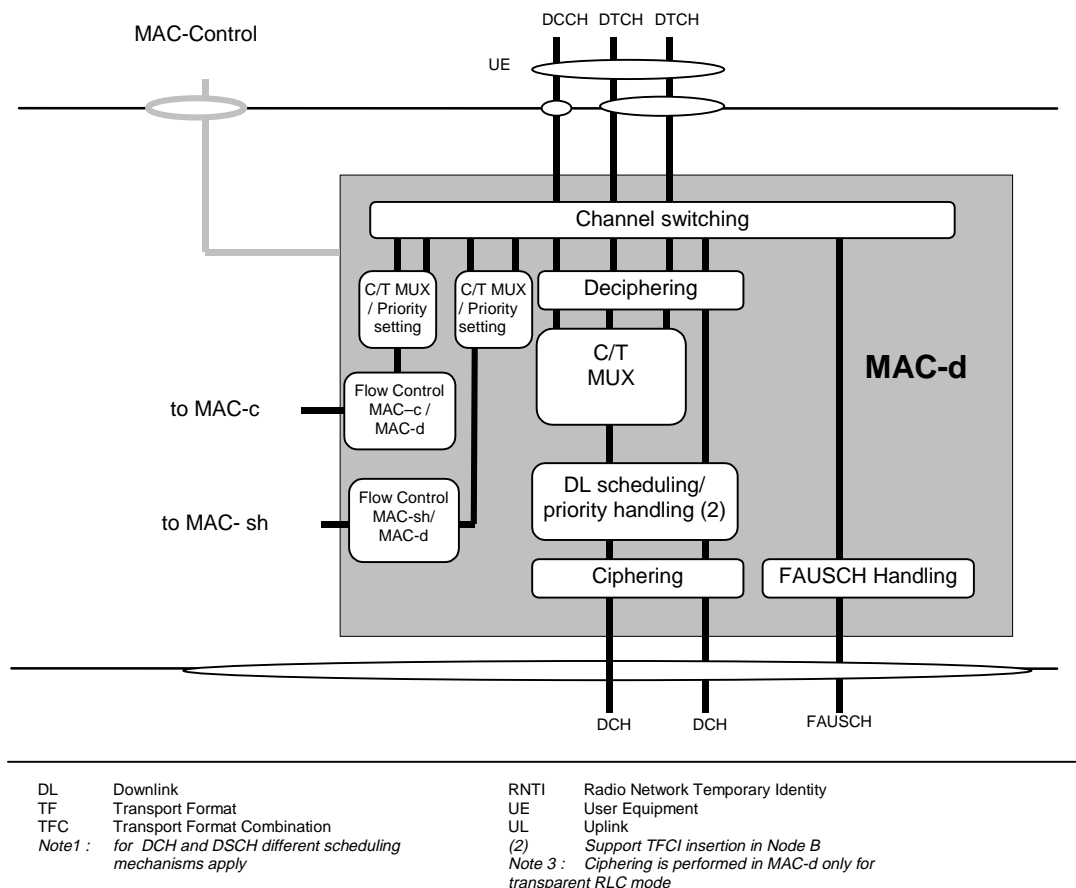 DCCH DTCH DTCH
MAC-Control
UE
Channel switching
C/T MUX
/ Priority
setting
C/T MUX
/ Priority
setting
Deciphering
C/T
MUX
MAC-d
Flow Control
MAC–c /
MAC-d
to MAC-c
DL scheduling/
priority handling (2)
Flow Control
MAC-sh/
MAC-d
to MAC- sh
Ciphering
FAUSCH Handling
DCH
DCH
FAUSCH
DL Downlink
TF Transport Format
TFC Transport Format Combination
Note1 : for DCH and DSCH different scheduling
mechanisms apply
RNTI Radio Network Temporary Identity
UE User Equipment
UL Uplink
(2) Support TFCI insertion in Node B
Note 3 : Ciphering is performed in MAC-d only for
transparent RLC mode